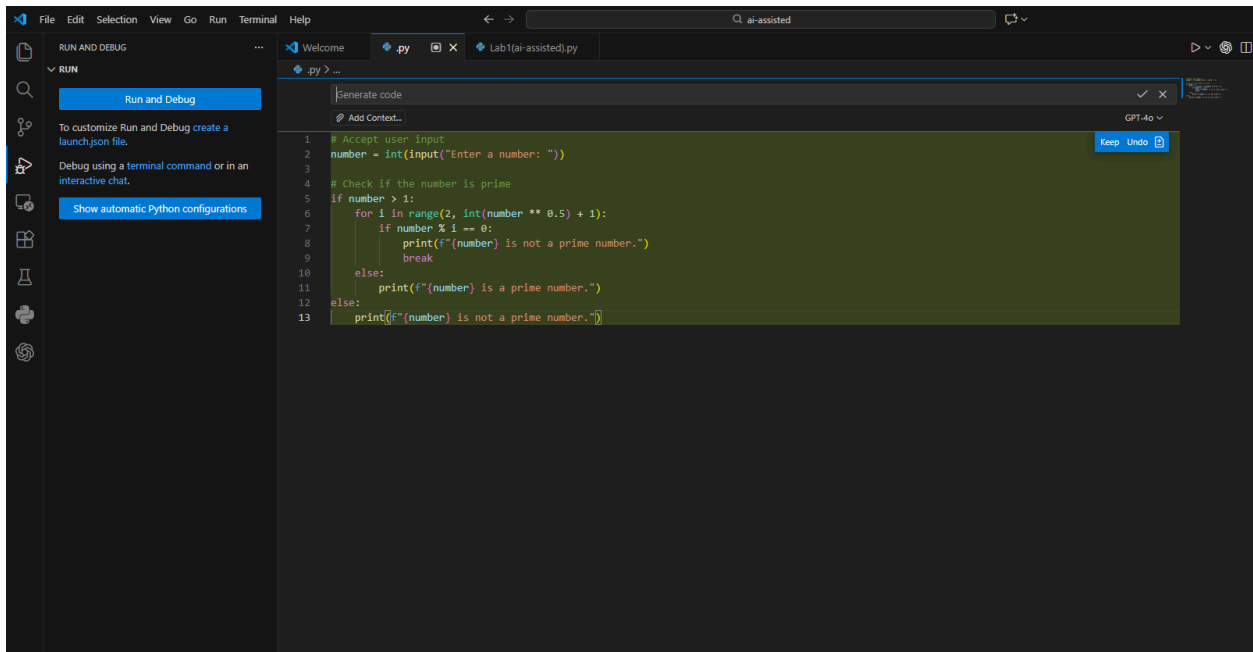 File Edit Selection View Go Run Terminal Help
ai-assisted
RUN AND DEBUG ...
Welcome
.py
Lab1(ai-assisted).py
RUN
.py > ...
Run and Debug
Generate code
To customize Run and Debug create a
launch.json file.
Add Context...
GPT-4o
Debug using a terminal command or in an
interactive chat.
Show automatic Python configurations
Keep Undo
1 # Accept user input
2 number = int(input("Enter a number: "))
3
4 # Check if the number is prime
5 if number > 1:
6     for i in range(2, int(number ** 0.5) + 1):
7         if number % i == 0:
8             print(f"{number} is not a prime number.")
9             break
10     else:
11         print(f"{number} is a prime number.")
12 else:
13     print(f"{number} is not a prime number.")